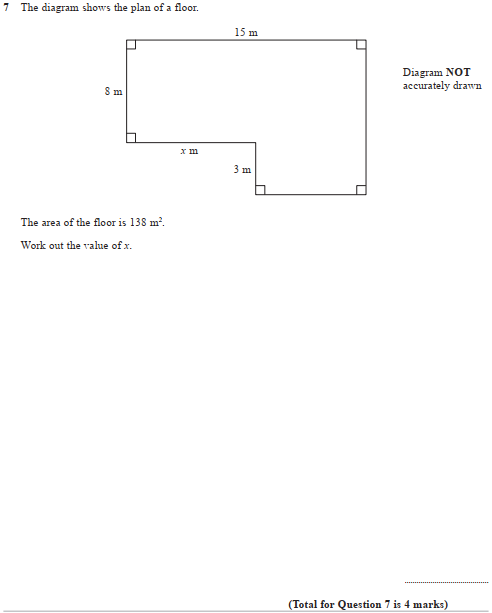 7 The diagram shows the plan of a floor.
15 m
Diagram NOT
accurately drawn
8 m
x m
3 m
The area of the floor is 138 m².
Work out the value of x.
(Total for Question 7 is 4 marks)